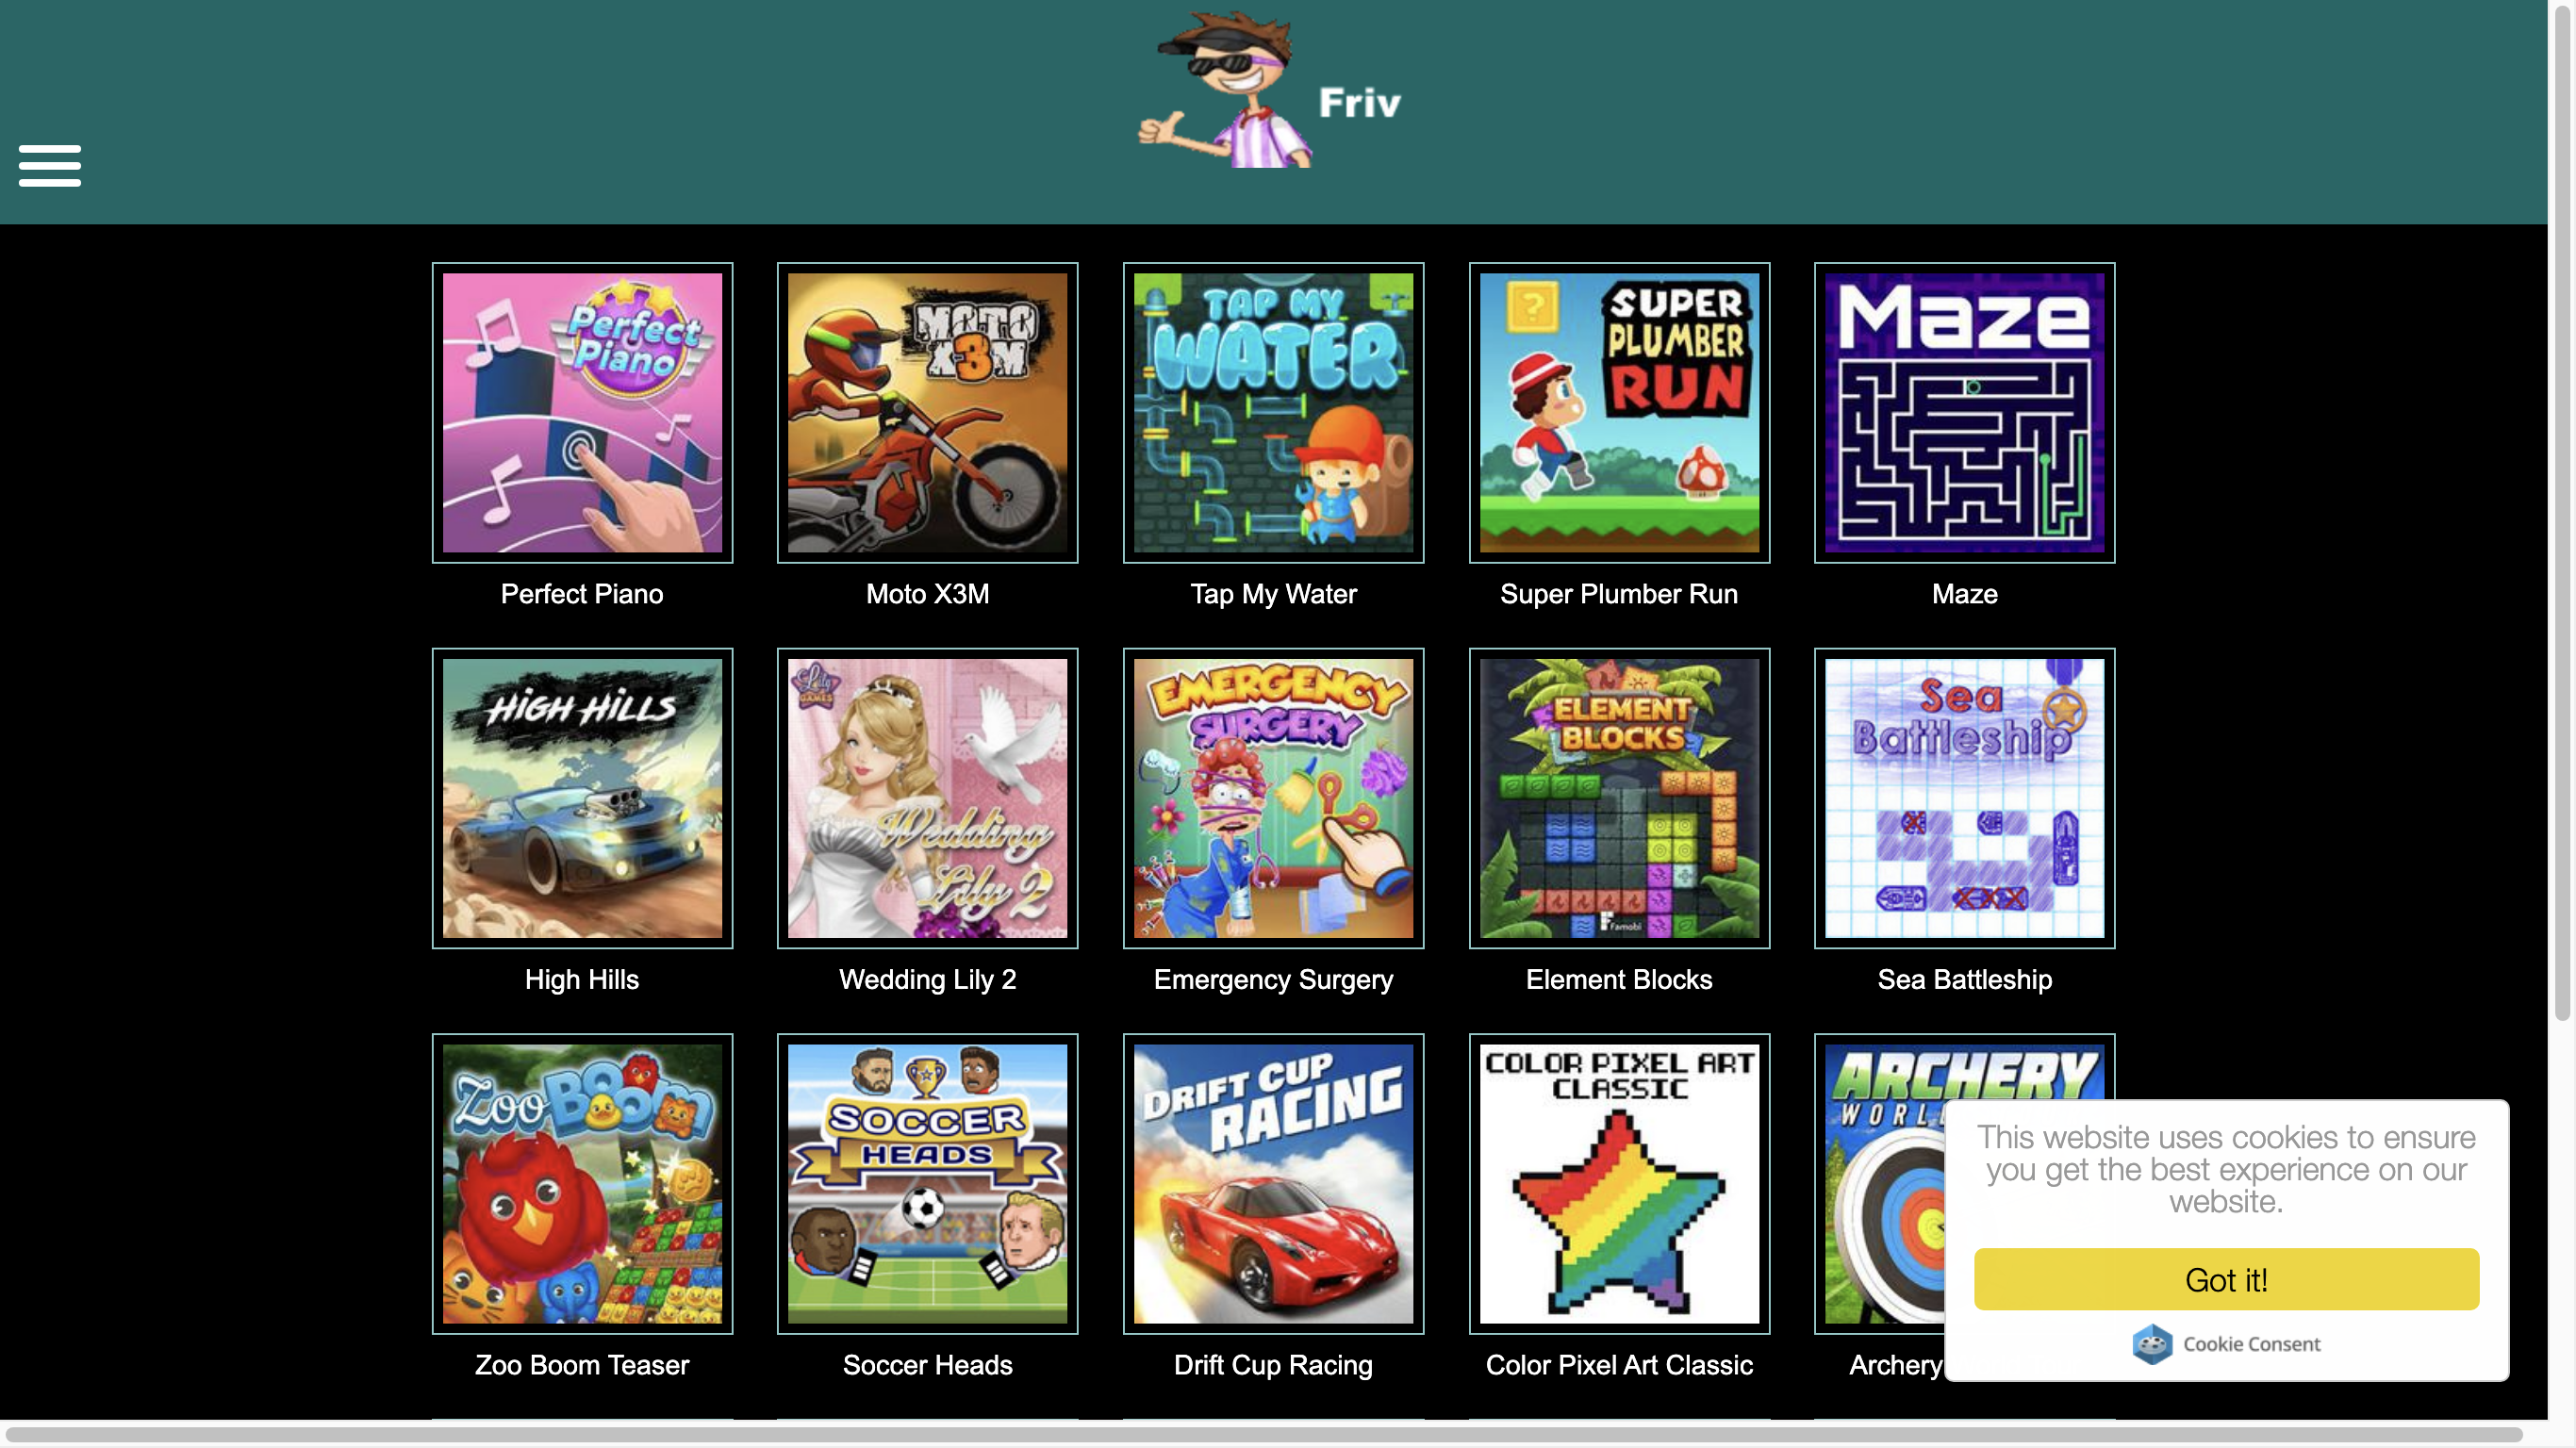 Friv
Perfect
Piano
MOTO
X3M
TAP MY
WATER
?
SUPER
PLUMBER
RUN
Maze
Perfect Piano
Moto X3M
Tap My Water
Super Plumber Run
Maze
HIGH HILLS
Lily
GAMES
Wedding
Lily 2
EMERGENCY
SURGERY
ELEMENT
BLOCKS
Famobi
Sea
Battleship
High Hills
Wedding Lily 2
Emergency Surgery
Element Blocks
Sea Battleship
Zoo BOOm
SOCCER
HEADS
DRIFT CUP
RACING
COLOR PIXEL ART
CLASSIC
ARCHERY
WORL
Zoo Boom Teaser
Soccer Heads
Drift Cup Racing
Color Pixel Art Classic
Archery
This website uses cookies to ensure
you get the best experience on our
website.
Got it!
Cookie Consent